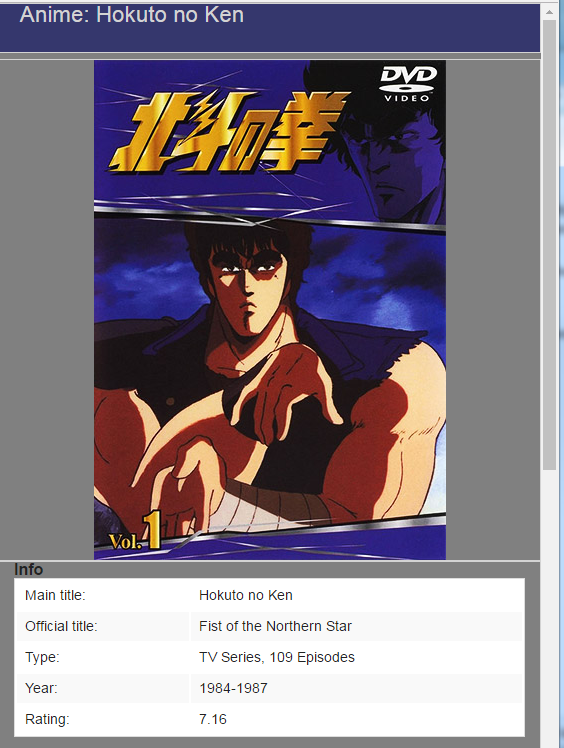 Anime: Hokuto no Ken
DVD
VIDEO
北斗の拳
Vol.1
Info
Main title: Hokuto no Ken
Official title: Fist of the Northern Star
Type: TV Series, 109 Episodes
Year: 1984-1987
Rating: 7.16